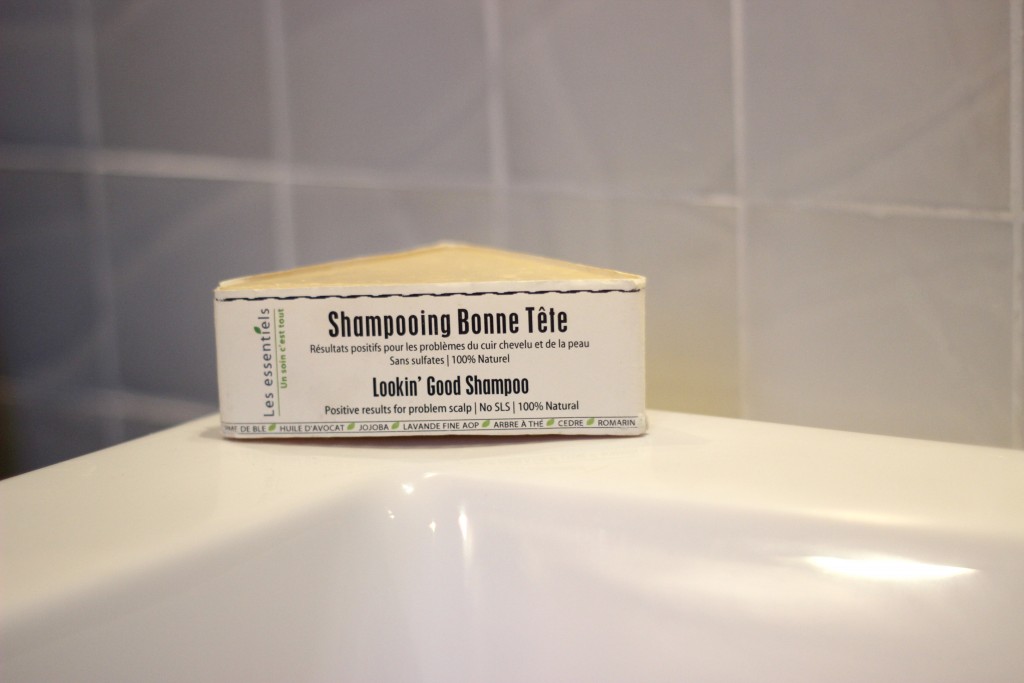 Les essentiels
Un soin c'est tout
Shampooing Bonne Tête
Résultats positifs pour les problèmes du cuir chevelu et de la peau
Sans sulfates | 100% Naturel
Lookin' Good Shampoo
Positive results for problem scalp | No SLS | 100% Natural
DE BLE HUILE D'AVOCAT JOJOBA LAVANDE FINE AOP ARBRE À THÉ CEDRE ROMARIN